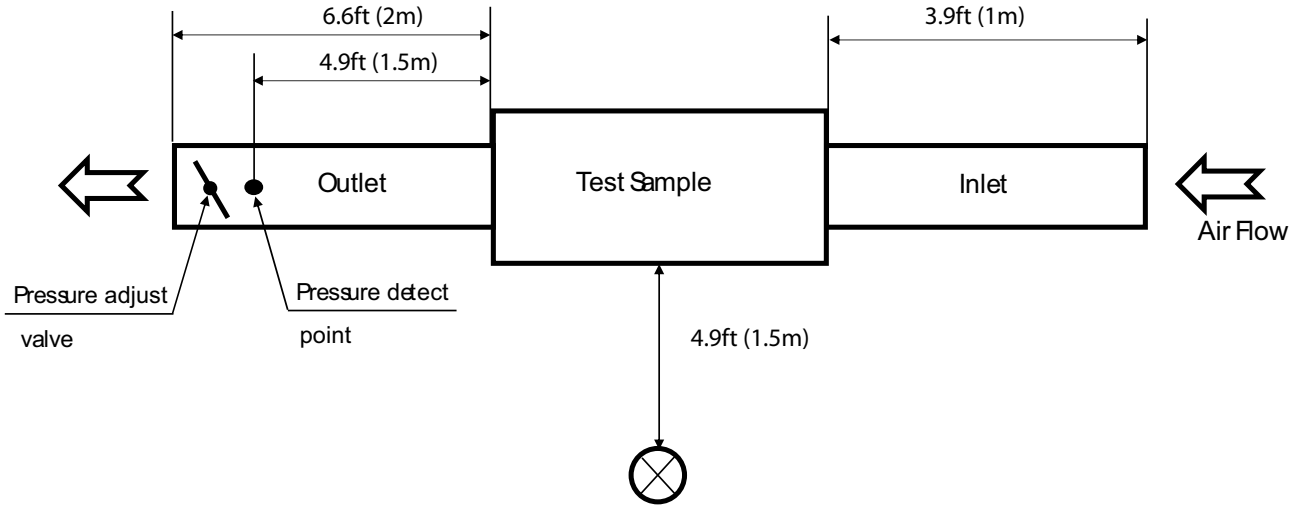 6.6ft (2m)
3.9ft (1m)
4.9ft (1.5m)
Outlet
Test Sample
Inlet
Air Flow
Pressure adjust
valve
Pressure detect
point
4.9ft (1.5m)